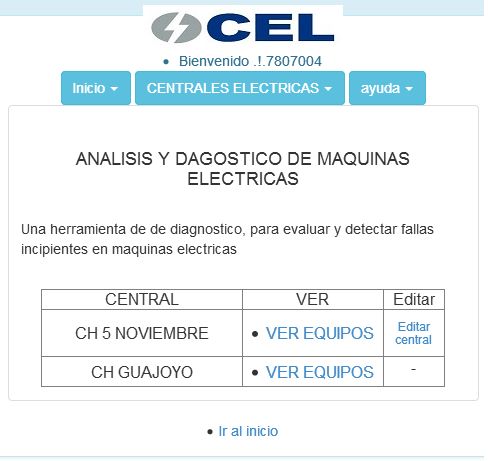 CEL
Bienvenido .!.7807004
Inicio
CENTRALES ELECTRICAS
ayuda
ANALISIS Y DAGOSTICO DE MAQUINAS
ELECTRICAS
Una herramienta de de diagnostico, para evaluar y detectar fallas
incipientes en maquinas electricas
CENTRAL VER Editar
CH 5 NOVIEMBRE VER EQUIPOS Editar
central
CH GUAJOYO VER EQUIPOS -
Ir al inicio